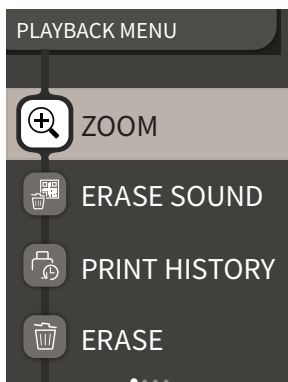 PLAYBACK MENU
ZOOM
ERASE SOUND
PRINT HISTORY
ERASE